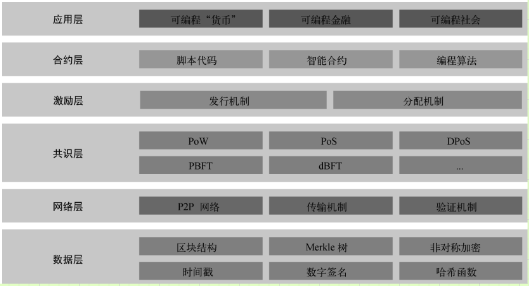 应用层 可编程“货币” 可编程金融 可编程社会
合约层 脚本代码 智能合约 编程算法
激励层 发行机制 分配机制
共识层
PoW PoS DPoS
PBFT dBFT ...
网络层 P2P 网络 传输机制 验证机制
数据层
区块结构 Merkle 树 非对称加密
时间戳 数字签名 哈希函数